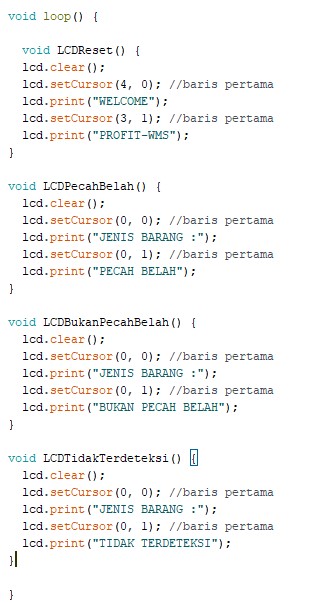 void loop() {
void LCDReset() {
lcd.clear();
lcd.setCursor(4, 0); //baris pertama
lcd.print("WELCOME");
lcd.setCursor(3, 1); //baris pertama
lcd.print("PROFIT-WMS");
}
void LCDPecahBelah() {
lcd.clear();
lcd.setCursor(0, 0); //baris pertama
lcd.print("JENIS BARANG :");
lcd.setCursor(0, 1); //baris pertama
lcd.print("PECAH BELAH");
}
void LCDBukanPecahBelah() {
lcd.clear();
lcd.setCursor(0, 0); //baris pertama
lcd.print("JENIS BARANG :");
lcd.setCursor(0, 1); //baris pertama
lcd.print("BUKAN PECAH BELAH");
}
void LCDTidakTerdeteksi() {
lcd.clear();
lcd.setCursor(0, 0); //baris pertama
lcd.print("JENIS BARANG :");
lcd.setCursor(0, 1); //baris pertama
lcd.print("TIDAK TERDETEKSI");
}
}